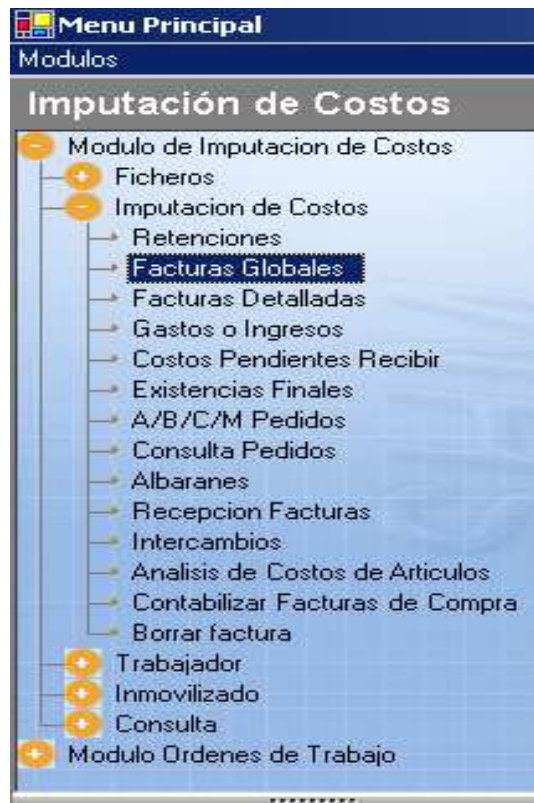 Menu Principal
Modulos
Imputación de Costos
Modulo de Imputacion de Costos
Ficheros
Imputacion de Costos
Retenciones
Facturas Globales
Facturas Detalladas
Gastos o Ingresos
Costos Pendientes Recibir
Existencias Finales
A/B/C/M Pedidos
Consulta Pedidos
Albaranes
Recepcion Facturas
Intercambios
Analisis de Costos de Articulos
Contabilizar Facturas de Compra
Borrar factura
Trabajador
Inmovilizado
Consulta
Modulo Ordenes de Trabajo